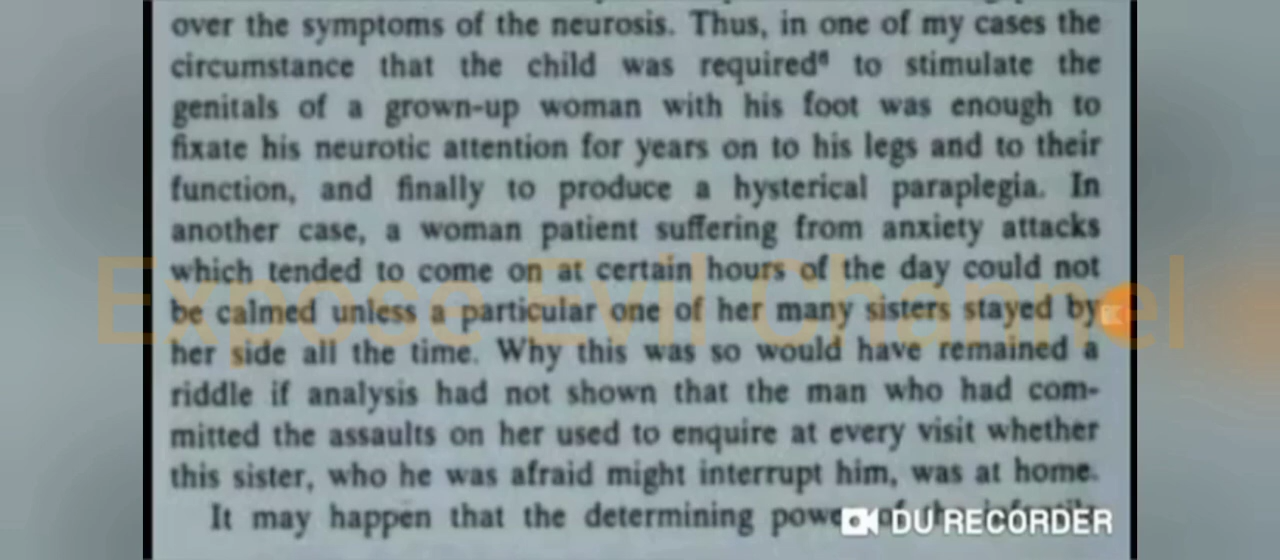 over the symptoms of the neurosis. Thus, in one of my cases the
circumstance that the child was required⁶ to stimulate the
genitals of a grown-up woman with his foot was enough to
fixate his neurotic attention for years on to his legs and to their
function, and finally to produce a hysterical paraplegia. In
another case, a woman patient suffering from anxiety attacks
which tended to come on at certain hours of the day could not
be calmed unless a particular one of her many sisters stayed by
her side all the time. Why this was so would have remained a
riddle if analysis had not shown that the man who had com-
mitted the assaults on her used to enquire at every visit whether
this sister, who he was afraid might interrupt him, was at home.
It may happen that the determining
Expose Evil Channel
DU RECORDER